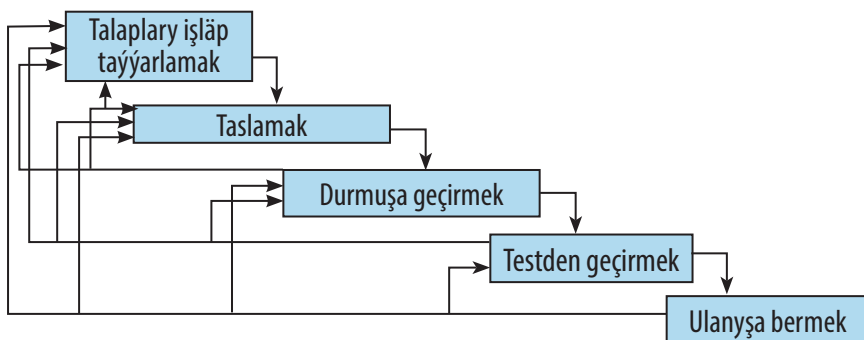 Talaplary işläp
taýýarlamak
Taslamak
Durmuşa geçirmek
Testden geçirmek
Ulanyşa bermek